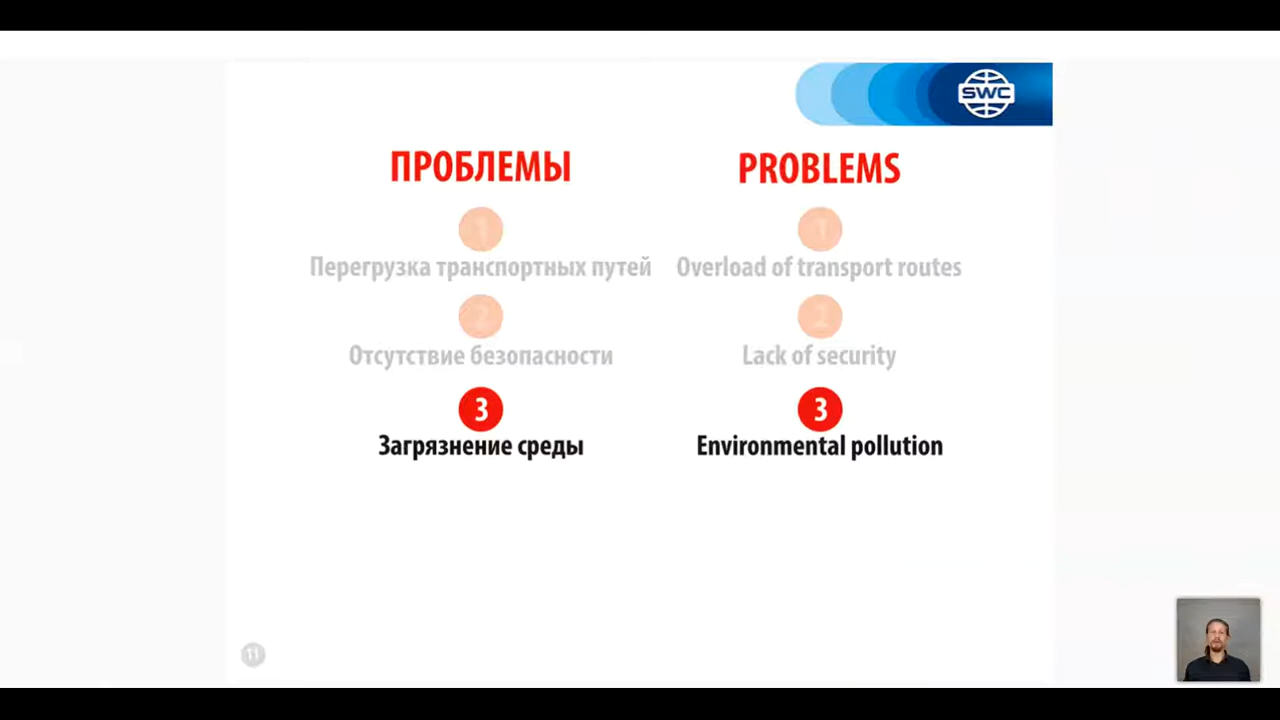 SWC
ПРОБЛЕМЫ
1
Перегрузка транспортных путей
2
Отсутствие безопасности
3
Загрязнение среды
PROBLEMS
1
Overload of transport routes
2
Lack of security
3
Environmental pollution
11